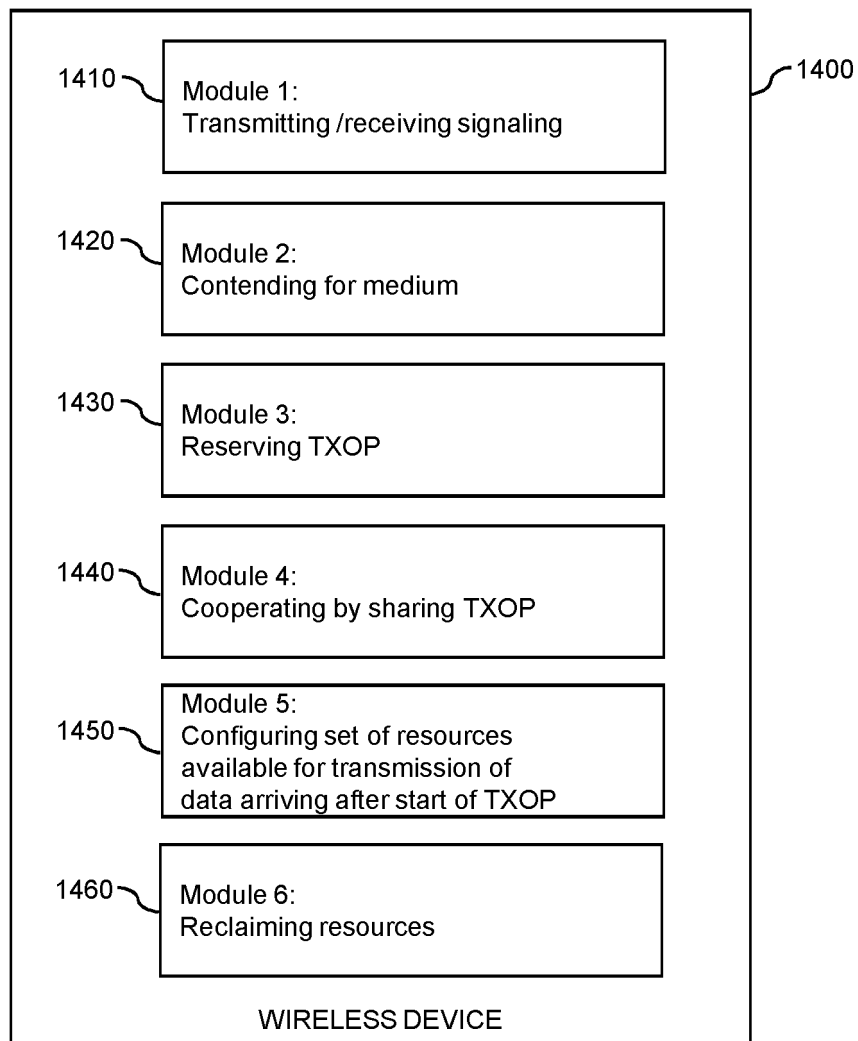 1410
Module 1:
Transmitting /receiving signaling
1400
1420
Module 2:
Contending for medium
1430
Module 3:
Reserving TXOP
1440
Module 4:
Cooperating by sharing TXOP
1450
Module 5:
Configuring set of resources
available for transmission of
data arriving after start of TXOP
1460
Module 6:
Reclaiming resources
WIRELESS DEVICE